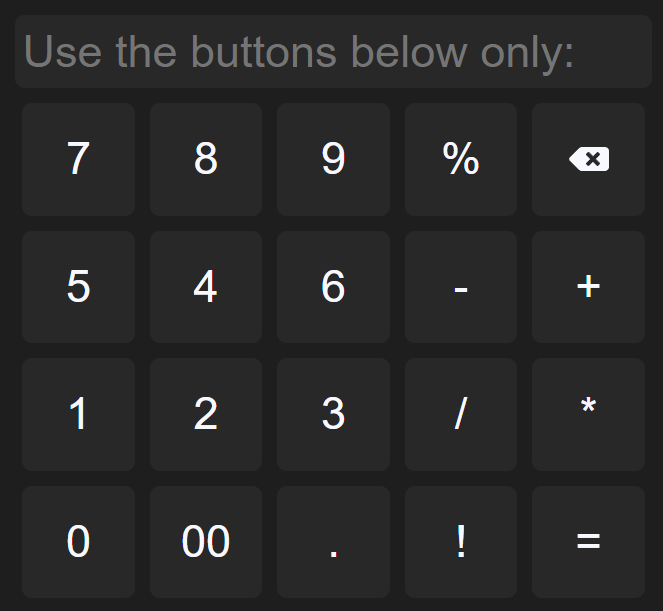 Use the buttons below only:
7 8 9 %
5 4 6 - +
1 2 3 / *
0 00 . ! =